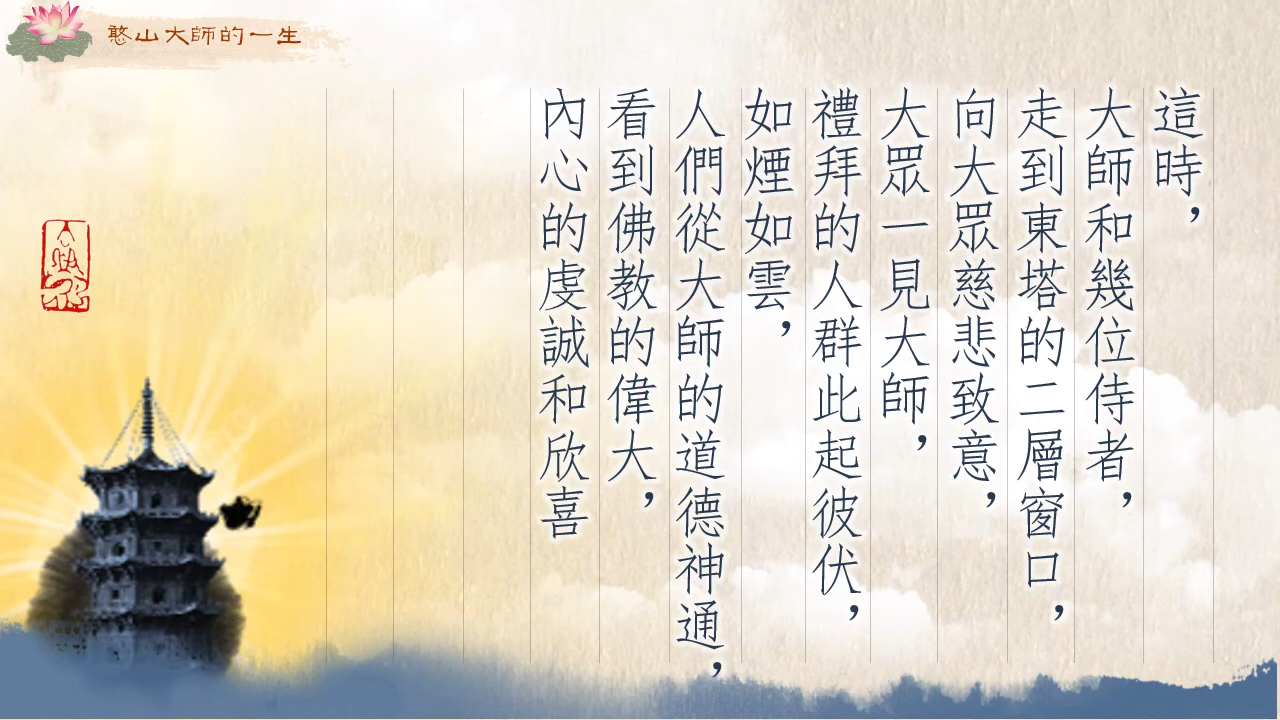 憨山大師的一生
這時，
大師和幾位侍者，
走到東塔的二層窗口，
向大眾慈悲致意，
大眾一見大師，
禮拜的人群此起彼伏，
如煙如雲，
人們從大師的道德神通，
看到佛教的偉大，
內心的虔誠和欣喜